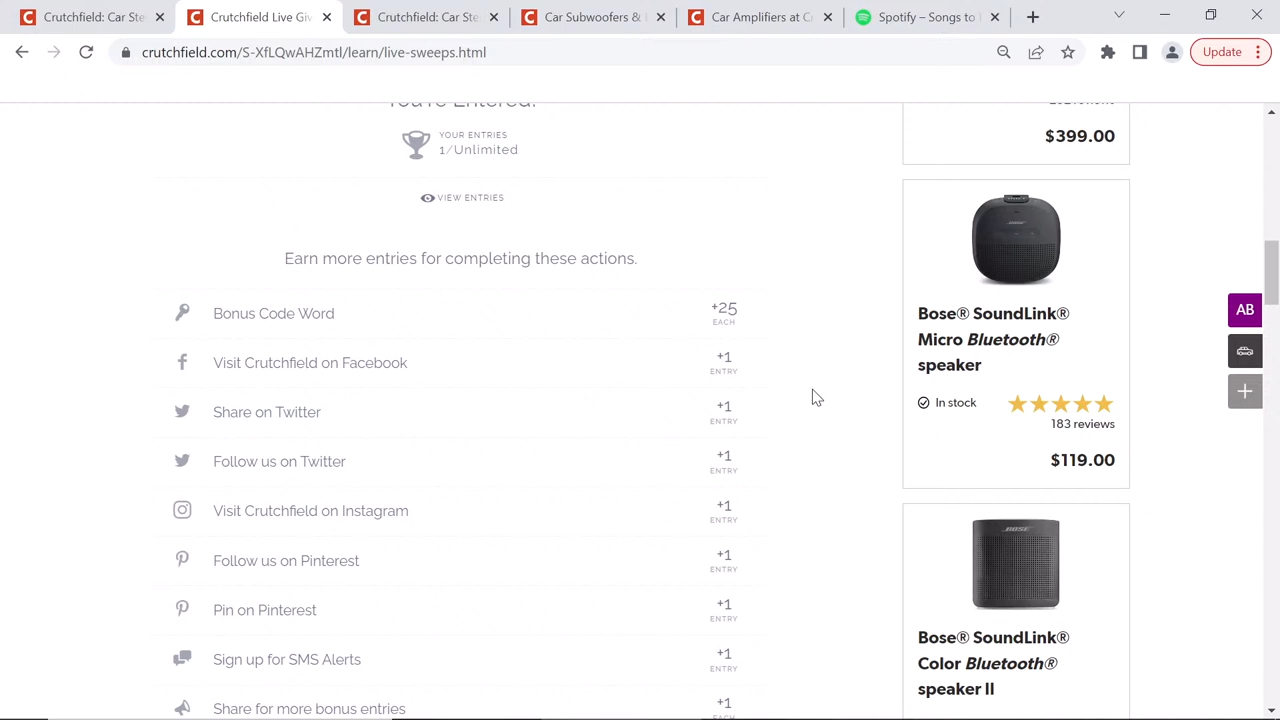 Crutchfield: Car Ste
Crutchfield Live Giv
Crutchfield: Car Ste
Car Subwoofers &
Car Amplifiers at C
Spotify – Songs to
crutchfield.com/S-XfLQwAHZmtl/learn/live-sweeps.html
Update
You're Entered!
YOUR ENTRIES
1/Unlimited
VIEW ENTRIES
Earn more entries for completing these actions.
Bonus Code Word
+25
EACH
Visit Crutchfield on Facebook
+1
ENTRY
Share on Twitter
+1
ENTRY
Follow us on Twitter
+1
ENTRY
Visit Crutchfield on Instagram
+1
ENTRY
Follow us on Pinterest
+1
ENTRY
Pin on Pinterest
+1
ENTRY
Sign up for SMS Alerts
+1
ENTRY
Share for more bonus entries
+1
EACH
$399.00
BOSE
Bose® SoundLink®
Micro Bluetooth®
speaker
In stock
183 reviews
$119.00
BOSE
Bose® SoundLink®
Color Bluetooth®
speaker II
AB